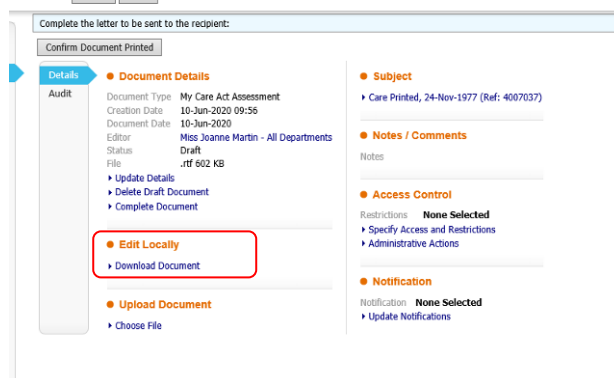 Complete the letter to be sent to the recipient:
Confirm Document Printed
Details
Audit
Document Details
Document Type My Care Act Assessment
Creation Date 10-Jun-2020 09:56
Document Date 10-Jun-2020
Editor Miss Joanne Martin - All Departments
Status Draft
File .rtf 602 KB
Update Details
Delete Draft Document
Complete Document
Edit Locally
Download Document
Upload Document
Choose File
Subject
Care Printed, 24-Nov-1977 (Ref: 4007037)
Notes / Comments
Notes
Access Control
Restrictions None Selected
Specify Access and Restrictions
Administrative Actions
Notification
Notification None Selected
Update Notifications